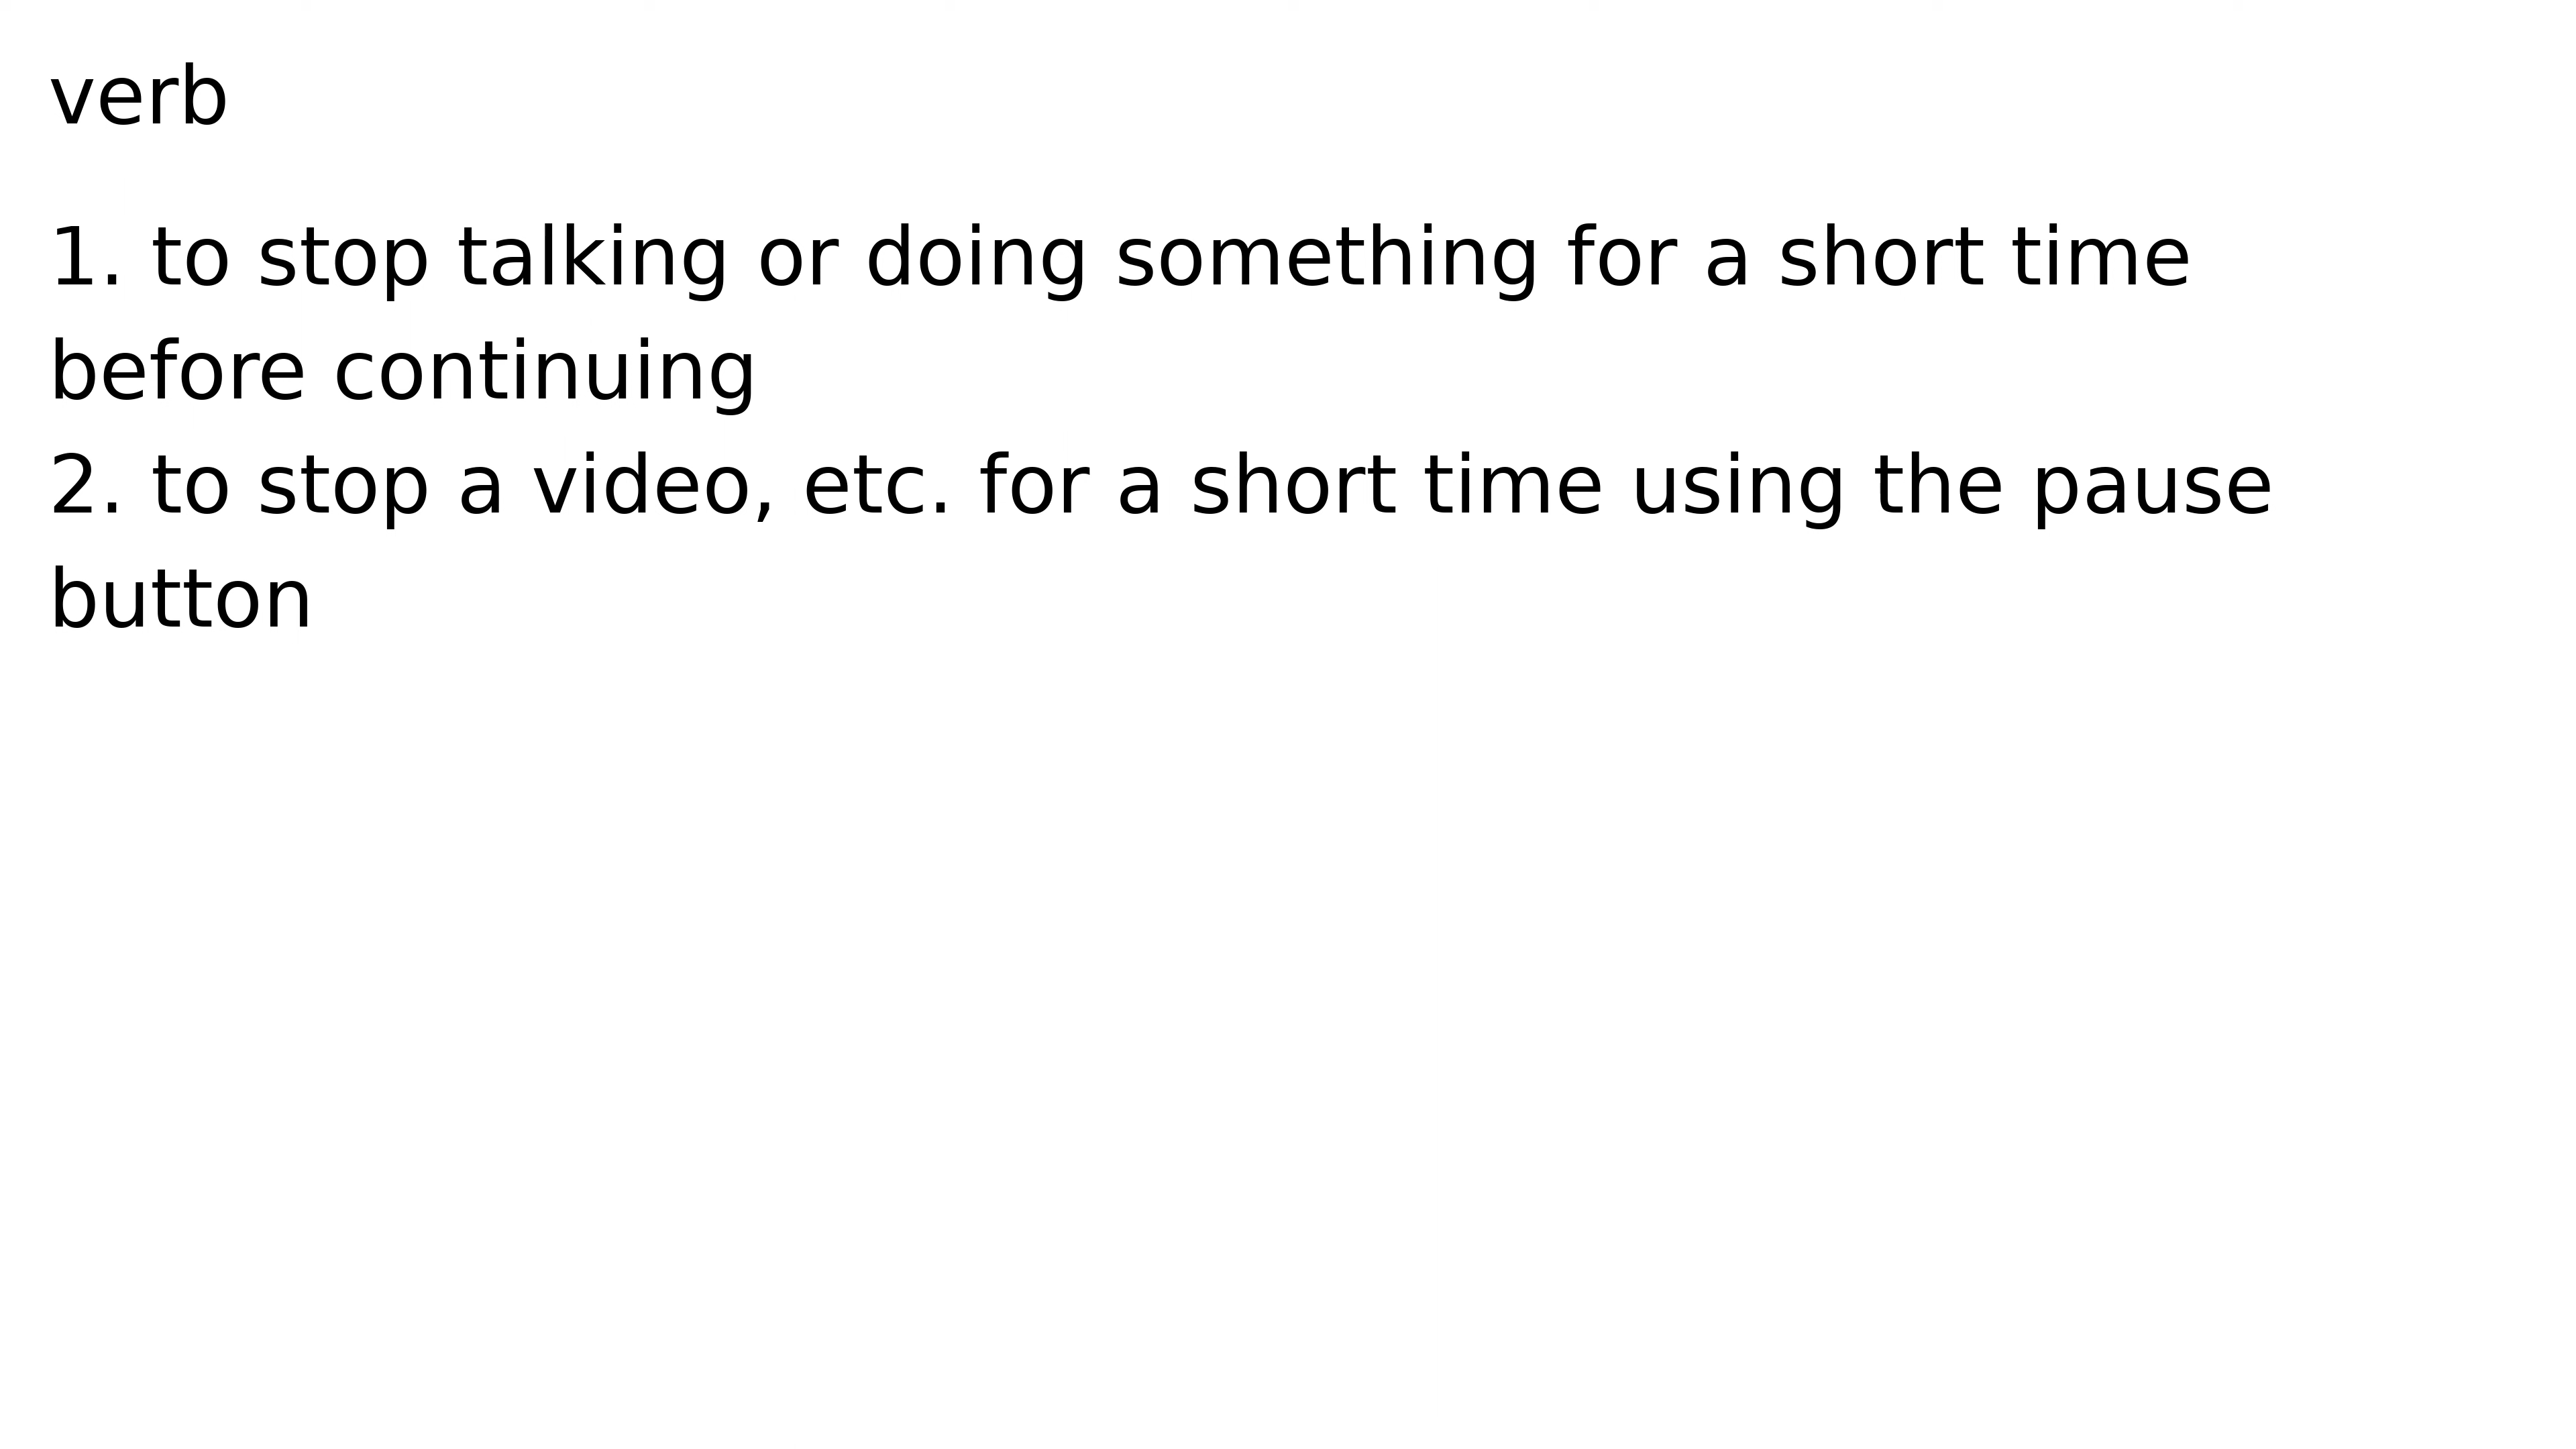 verb
1. to stop talking or doing something for a short time
before continuing
2. to stop a video, etc. for a short time using the pause
button